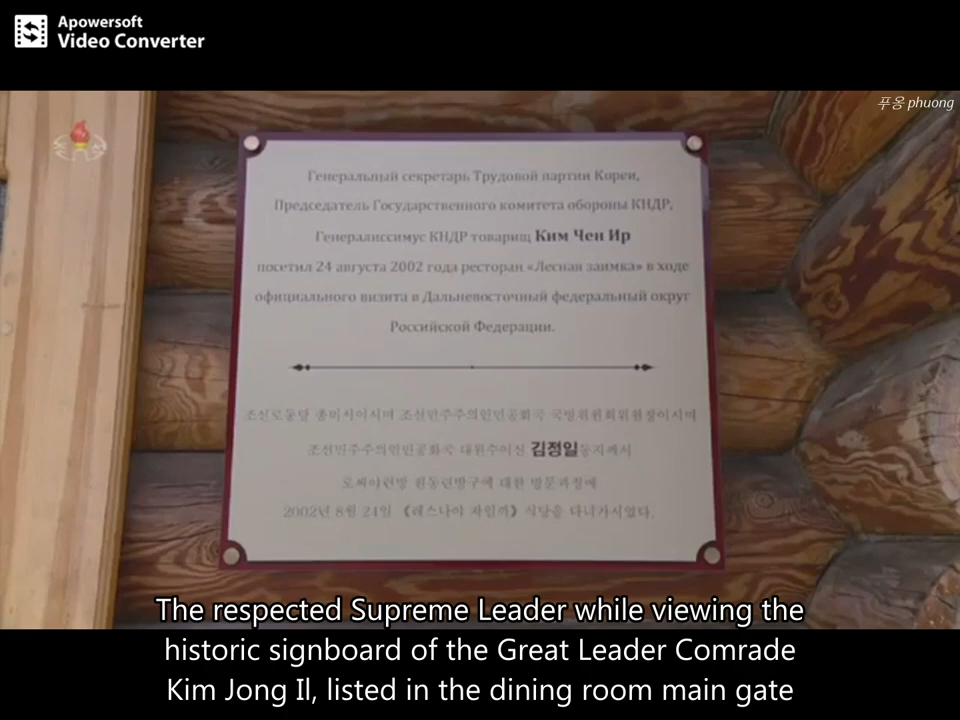 Apowersoft
Video Converter
푸옹 phuong
Генеральный секретарь Трудовой партии Кореи,
Председатель Государственного комитета обороны КНДР,
Генералиссимус КНДР товарищ Ким Чен Ир
посетил 24 августа 2002 года ресторан «Лесная заимка» в ходе
официального визита в Дальневосточный федеральный округ
Российской Федерации.
조선로동당 총비서이시며 조선민주주의인민공화국 국방위원회위원장이시며
조선민주주의인민공화국 대원수이신 김정일동지께서
로씨야련방 원동련방구에 대한 방문과정에
2002년 8월 24일 《레스나야 자임까》 식당을 다녀가시였다.
The respected Supreme Leader while viewing the
historic signboard of the Great Leader Comrade
Kim Jong Il, listed in the dining room main gate